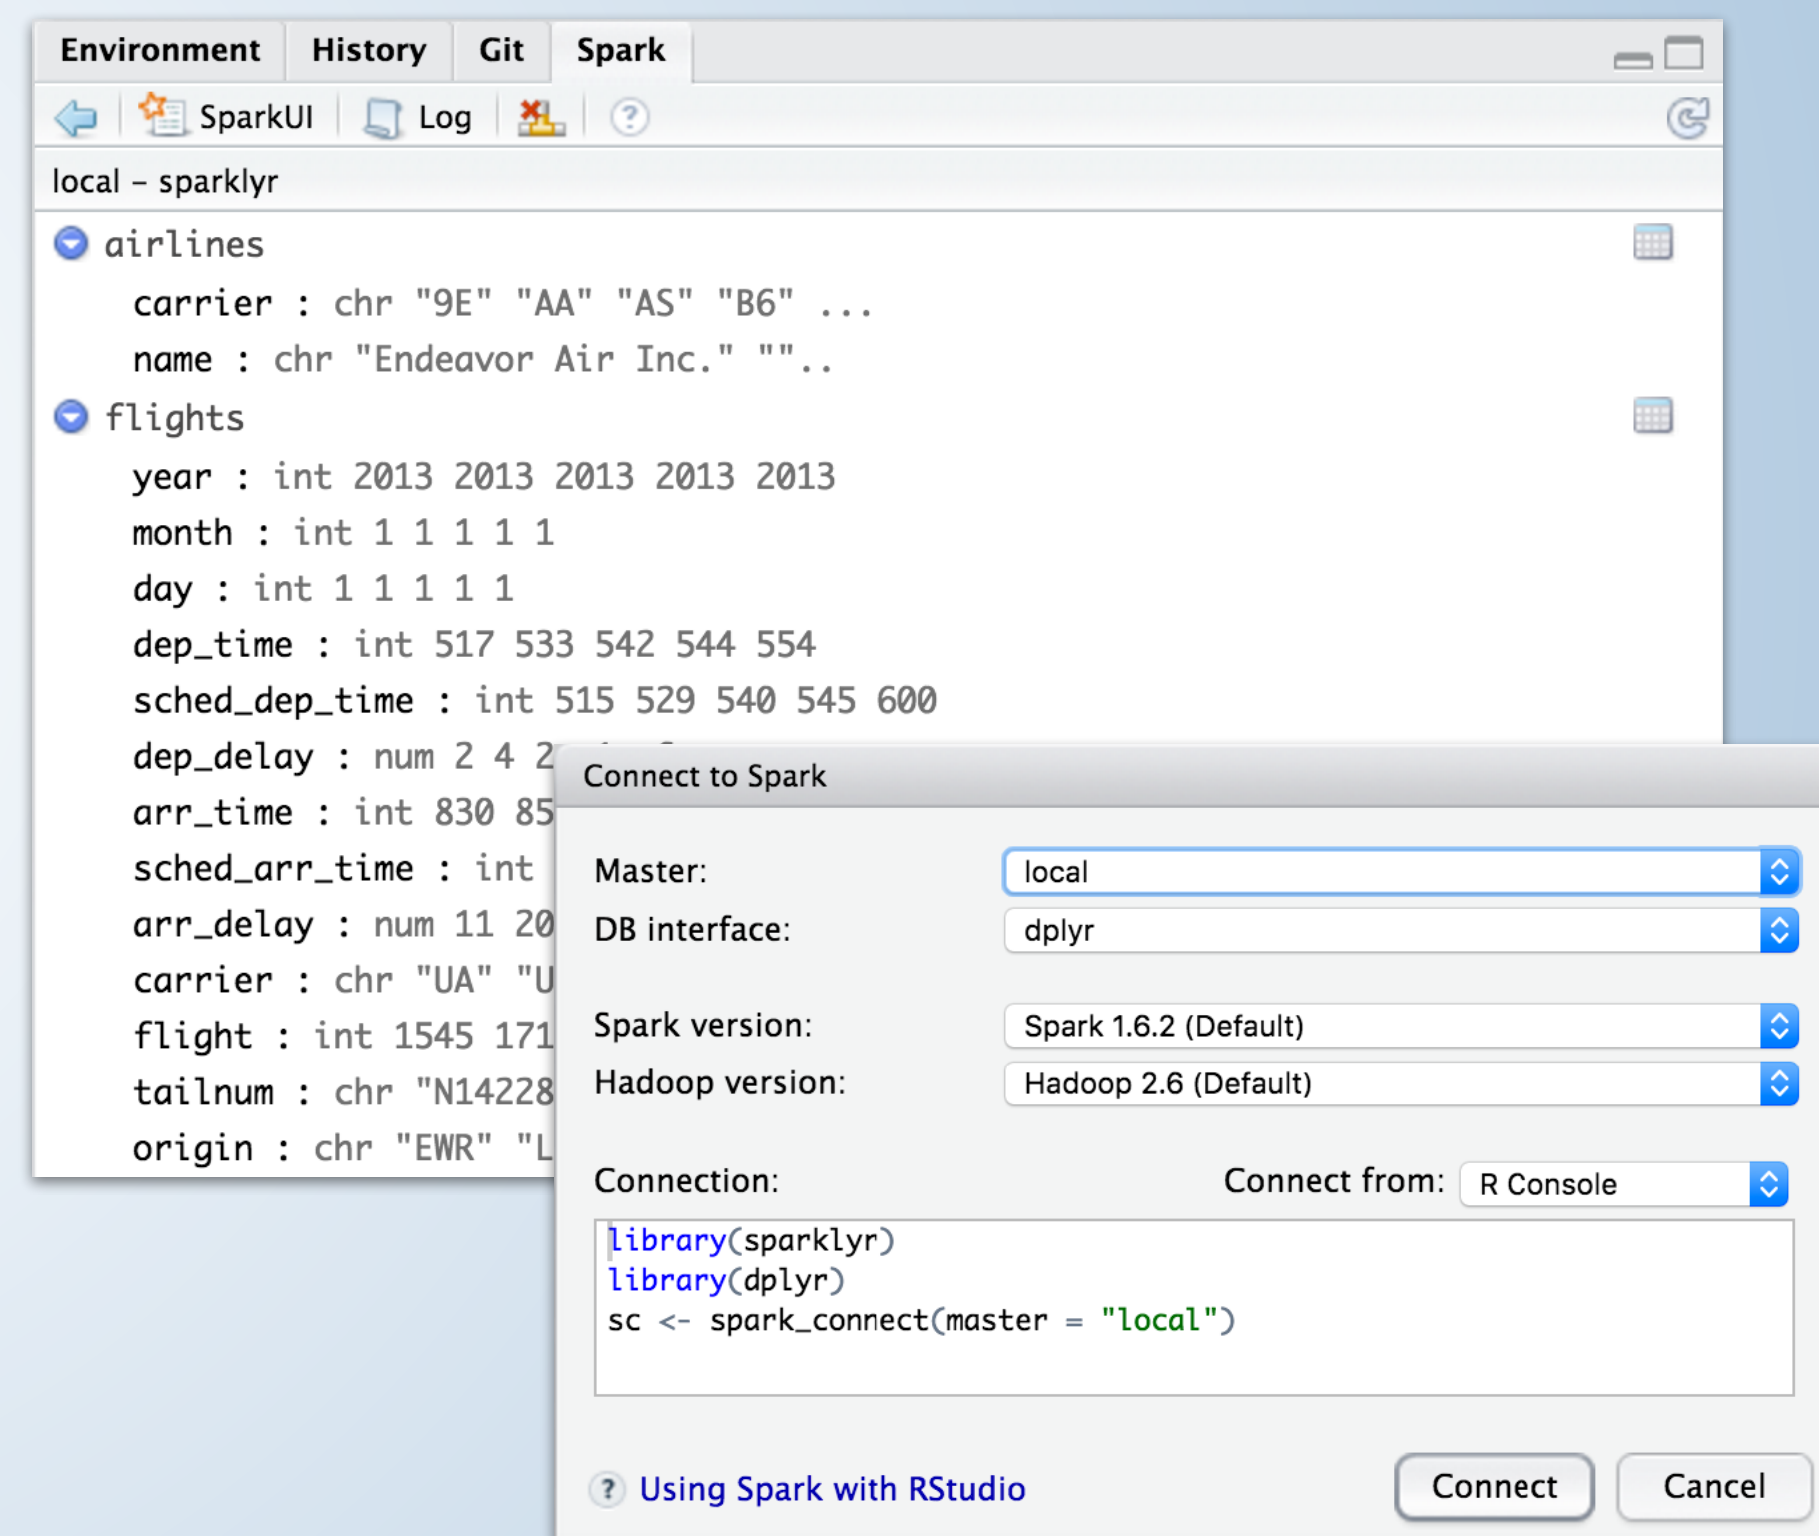 Environment History Git Spark
SparkUI Log
local – sparklyr
airlines
carrier : chr "9E" "AA" "AS" "B6" ...
name : chr "Endeavor Air Inc." ""..
flights
year : int 2013 2013 2013 2013 2013
month : int 1 1 1 1 1
day : int 1 1 1 1 1
dep_time : int 517 533 542 544 554
sched_dep_time : int 515 529 540 545 600
dep_delay : num 2 4 2
arr_time : int 830 85
sched_arr_time : int
arr_delay : num 11 20
carrier : chr "UA" "U
flight : int 1545 171
tailnum : chr "N14228
origin : chr "EWR" "L
Connect to Spark
Master: local
DB interface: dplyr
Spark version: Spark 1.6.2 (Default)
Hadoop version: Hadoop 2.6 (Default)
Connection: Connect from: R Console
library(sparklyr)
library(dplyr)
sc <- spark_connect(master = "local")
? Using Spark with RStudio Connect Cancel